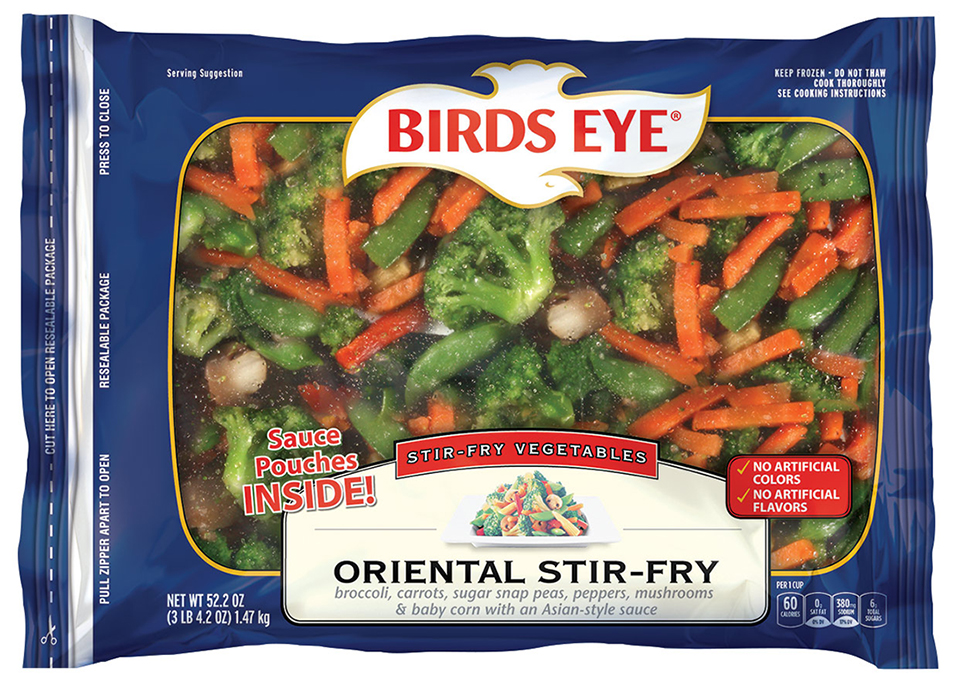 Serving Suggestion
KEEP FROZEN - DO NOT THAW
COOK THOROUGHLY
SEE COOKING INSTRUCTIONS
BIRDS EYE®
PRESS TO CLOSE
RESEALABLE PACKAGE
PULL ZIPPER APART TO OPEN
CUT HERE TO OPEN RESEALABLE PACKAGE
Sauce
Pouches
INSIDE!
STIR-FRY VEGETABLES
✓ NO ARTIFICIAL
COLORS
✓ NO ARTIFICIAL
FLAVORS
ORIENTAL STIR-FRY
broccoli, carrots, sugar snap peas, peppers, mushrooms
& baby corn with an Asian-style sauce
NET WT 52.2 OZ
(3 LB 4.2 OZ) 1.47 kg
PER 1 CUP
60 CALORIES
0g SAT FAT 0% DV
380mg SODIUM
6g TOTAL SUGARS